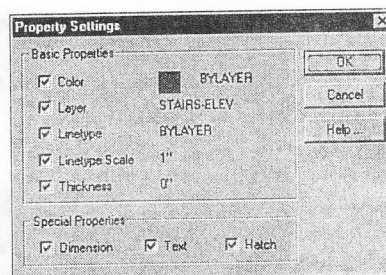 Property Settings
Basic Properties
Color BYLAYER
Layer STAIRS-ELEV
Linetype BYLAYER
Linetype Scale 1"
Thickness 0"
Special Properties
Dimension Text Hatch
OK
Cancel
Help...